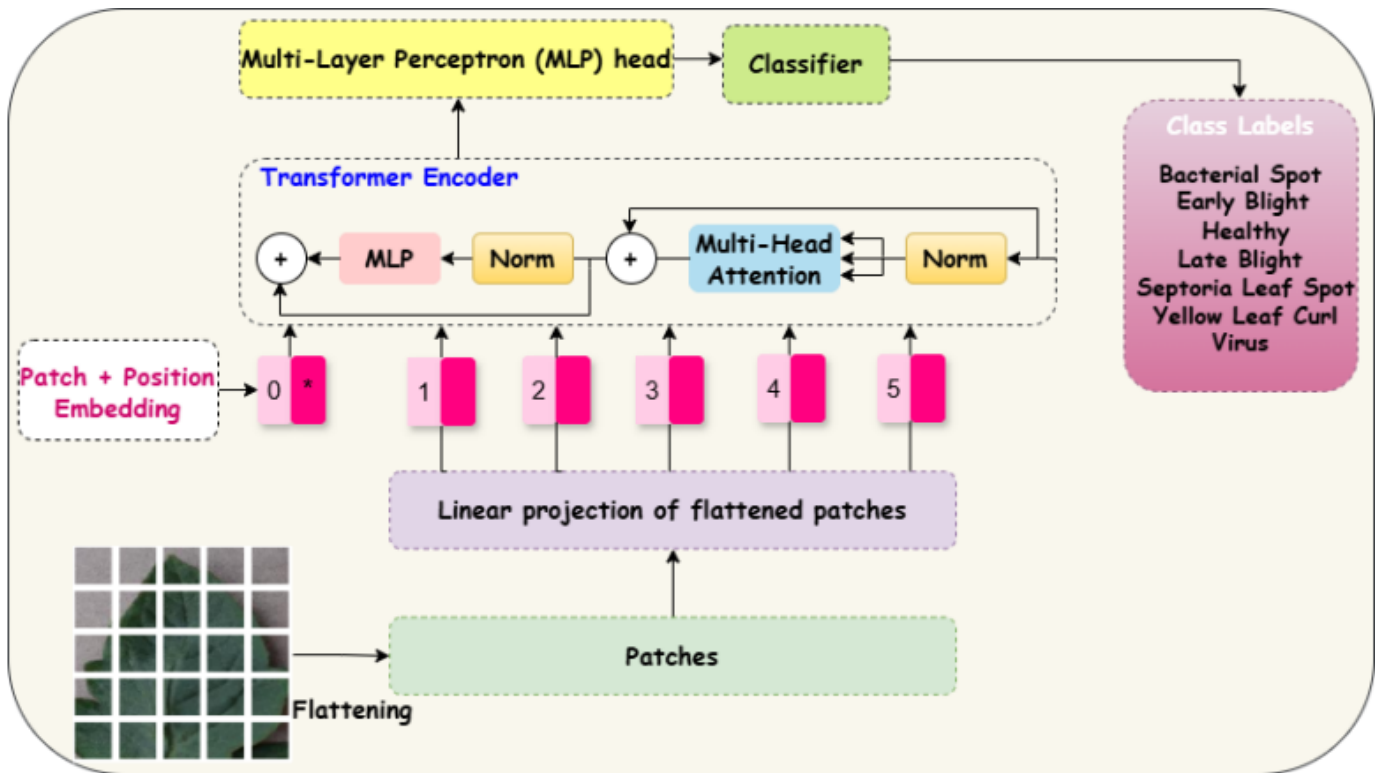 Multi-Layer Perceptron (MLP) head
Classifier
Class Labels
Bacterial Spot
Early Blight
Healthy
Late Blight
Septoria Leaf Spot
Yellow Leaf Curl
Virus
Transformer Encoder
+
MLP
Norm
+
Multi-Head
Attention
Norm
Patch + Position
Embedding
0 *
1
2
3
4
5
Linear projection of flattened patches
Patches
Flattening